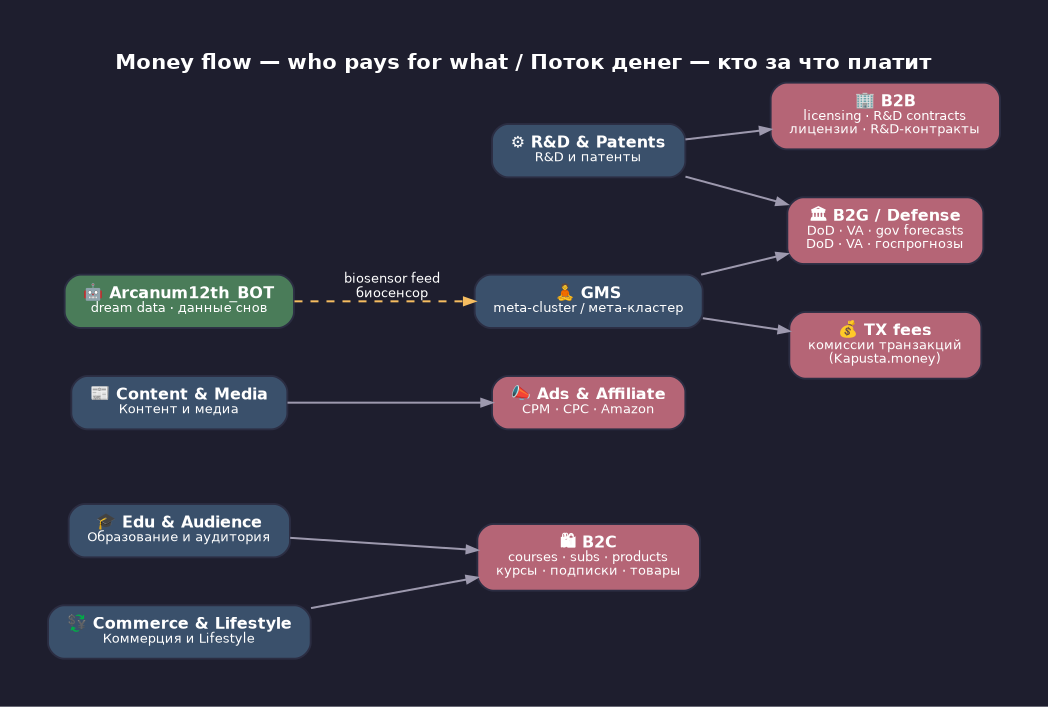 Money flow — who pays for what / Поток денег — кто за что платит
🏢 B2B
licensing · R&D contracts
лицензии · R&D-контракты
⚙ R&D & Patents
R&D и патенты
🏛 B2G / Defense
DoD · VA · gov forecasts
DoD · VA · госпрогнозы
🤖 Arcanum12th_BOT
dream data · данные снов
biosensor feed
биосенсор
🧘 GMS
meta-cluster / мета-кластер
💰 TX fees
комиссии транзакций
(Kapusta.money)
📰 Content & Media
Контент и медиа
📣 Ads & Affiliate
CPM · CPC · Amazon
🎓 Edu & Audience
Образование и аудитория
🛍 B2C
courses · subs · products
курсы · подписки · товары
💱 Commerce & Lifestyle
Коммерция и Lifestyle